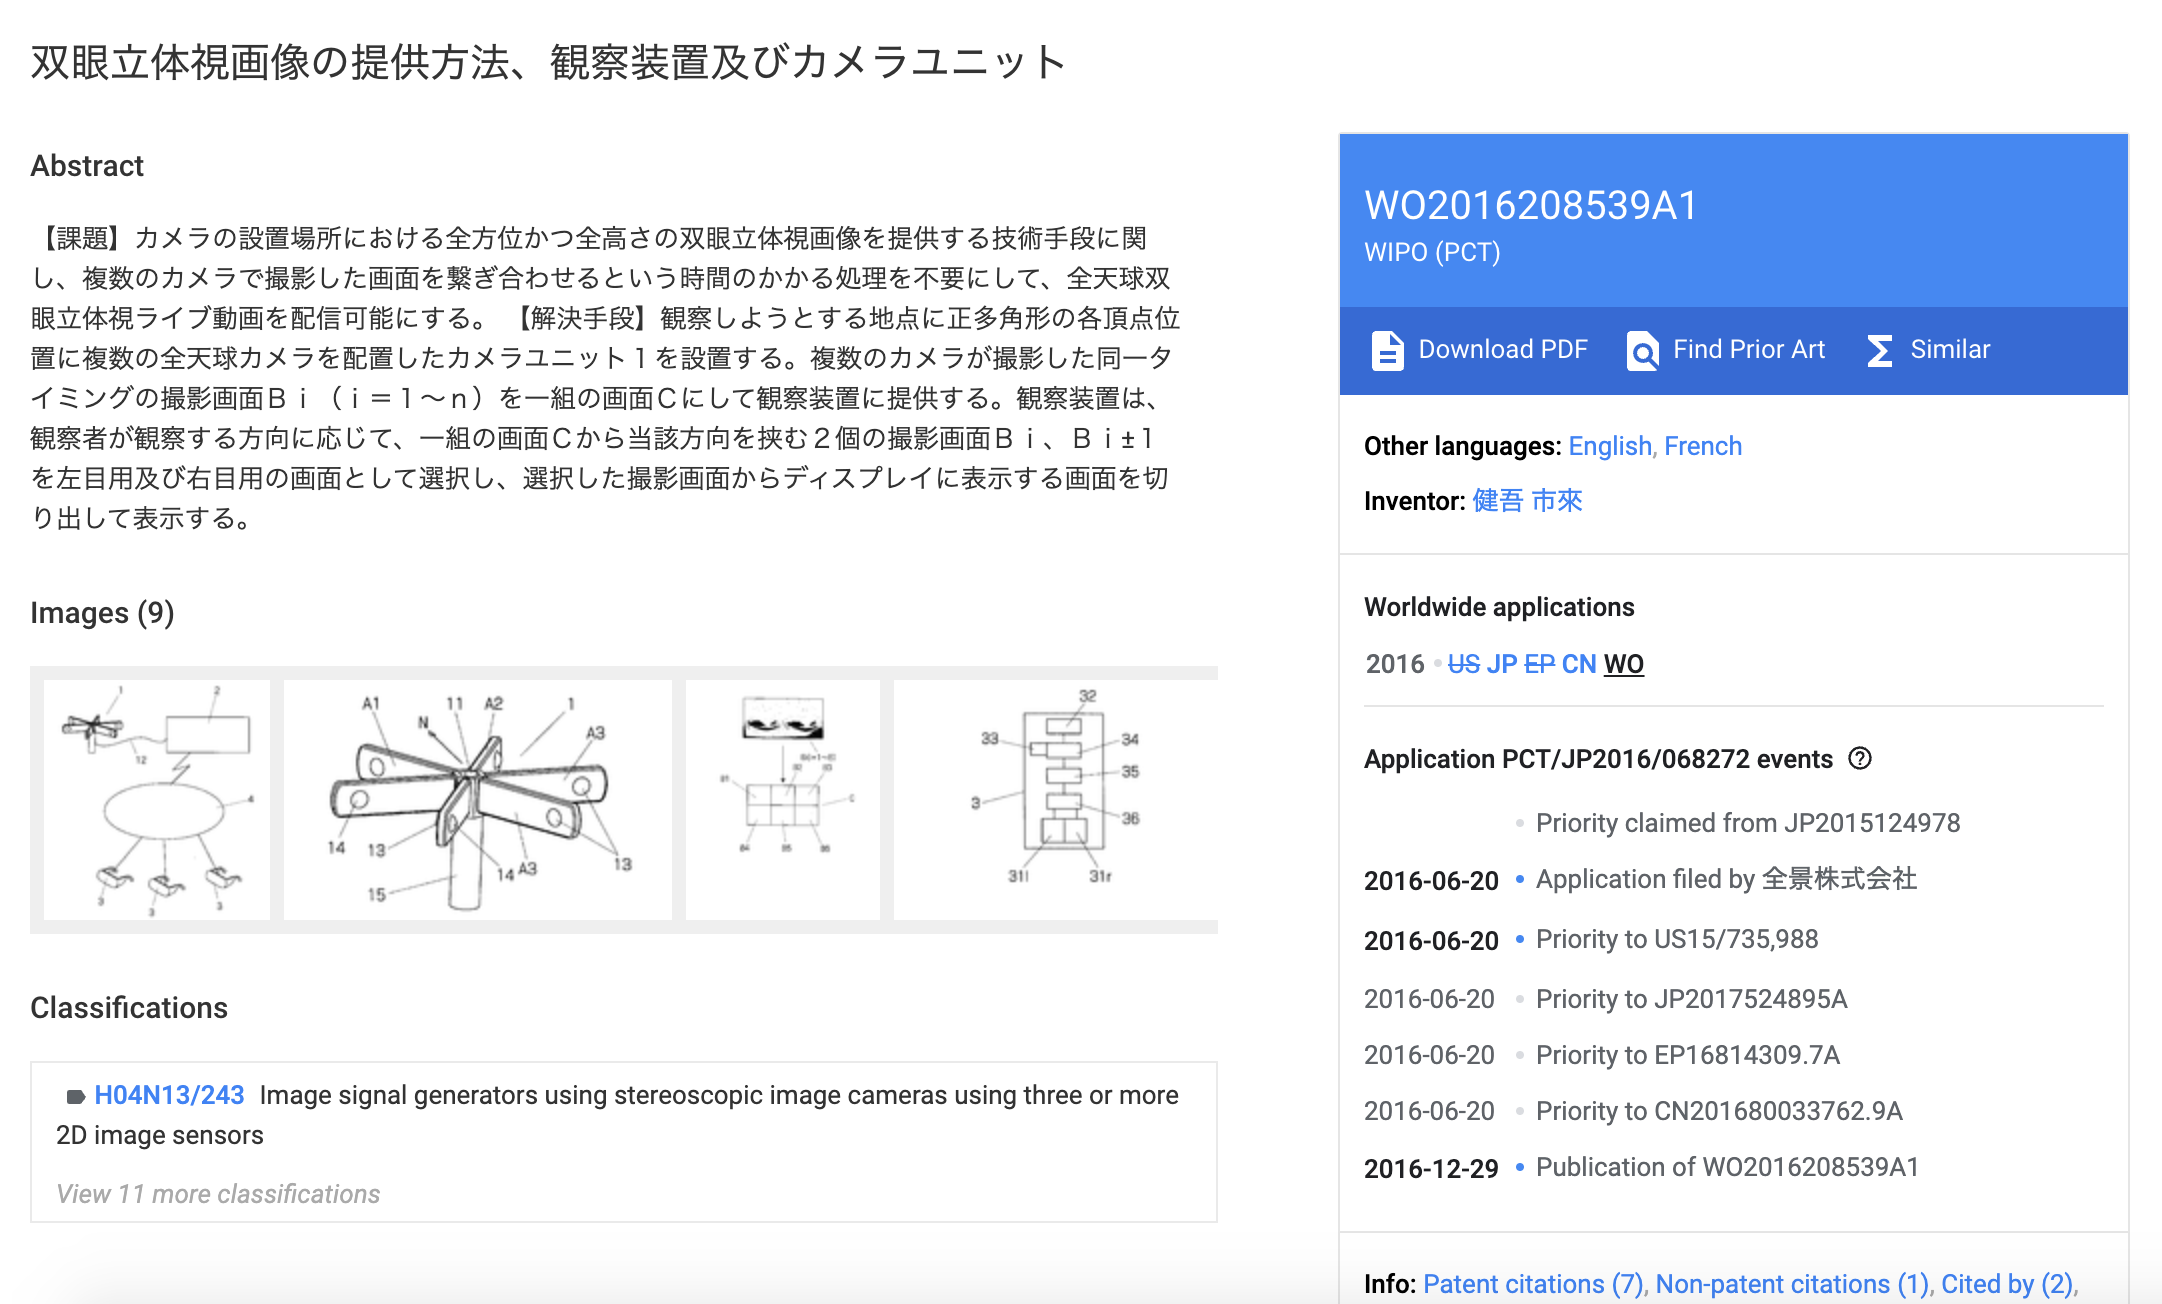 双眼立体視画像の提供方法、観察装置及びカメラユニット
Abstract
【課題】カメラの設置場所における全方位かつ全高さの双眼立体視画像を提供する技術手段に関
し、複数のカメラで撮影した画面を繋ぎ合わせるという時間のかかる処理を不要にして、全天球双
眼立体視ライブ動画を配信可能にする。 【解決手段】観察しようとする地点に正多角形の各頂点位
置に複数の全天球カメラを配置したカメラユニット１を設置する。複数のカメラが撮影した同一タ
イミングの撮影画面Ｂｉ（ｉ＝１〜ｎ）を一組の画面Ｃにして観察装置に提供する。観察装置は、
観察者が観察する方向に応じて、一組の画面Ｃから当該方向を挟む２個の撮影画面Ｂｉ、Ｂｉ±１
を左目用及び右目用の画面として選択し、選択した撮影画面からディスプレイに表示する画面を切
り出して表示する。
Images (9)
1 2
12
4
3 3 3
A1 N 11 A2 1
A3
14 13 14 A3 13
15
C
32
33 34
35
3
36
31l 31r
Classifications
H04N13/243 Image signal generators using stereoscopic image cameras using three or more
2D image sensors
View 11 more classifications
WO2016208539A1
WIPO (PCT)
Download PDF Find Prior Art Similar
Other languages: English, French
Inventor: 健吾 市來
Worldwide applications
2016 US JP EP CN WO
Application PCT/JP2016/068272 events
Priority claimed from JP2015124978
2016-06-20 Application filed by 全景株式会社
2016-06-20 Priority to US15/735,988
2016-06-20 Priority to JP2017524895A
2016-06-20 Priority to EP16814309.7A
2016-06-20 Priority to CN201680033762.9A
2016-12-29 Publication of WO2016208539A1
Info: Patent citations (7), Non-patent citations (1), Cited by (2),